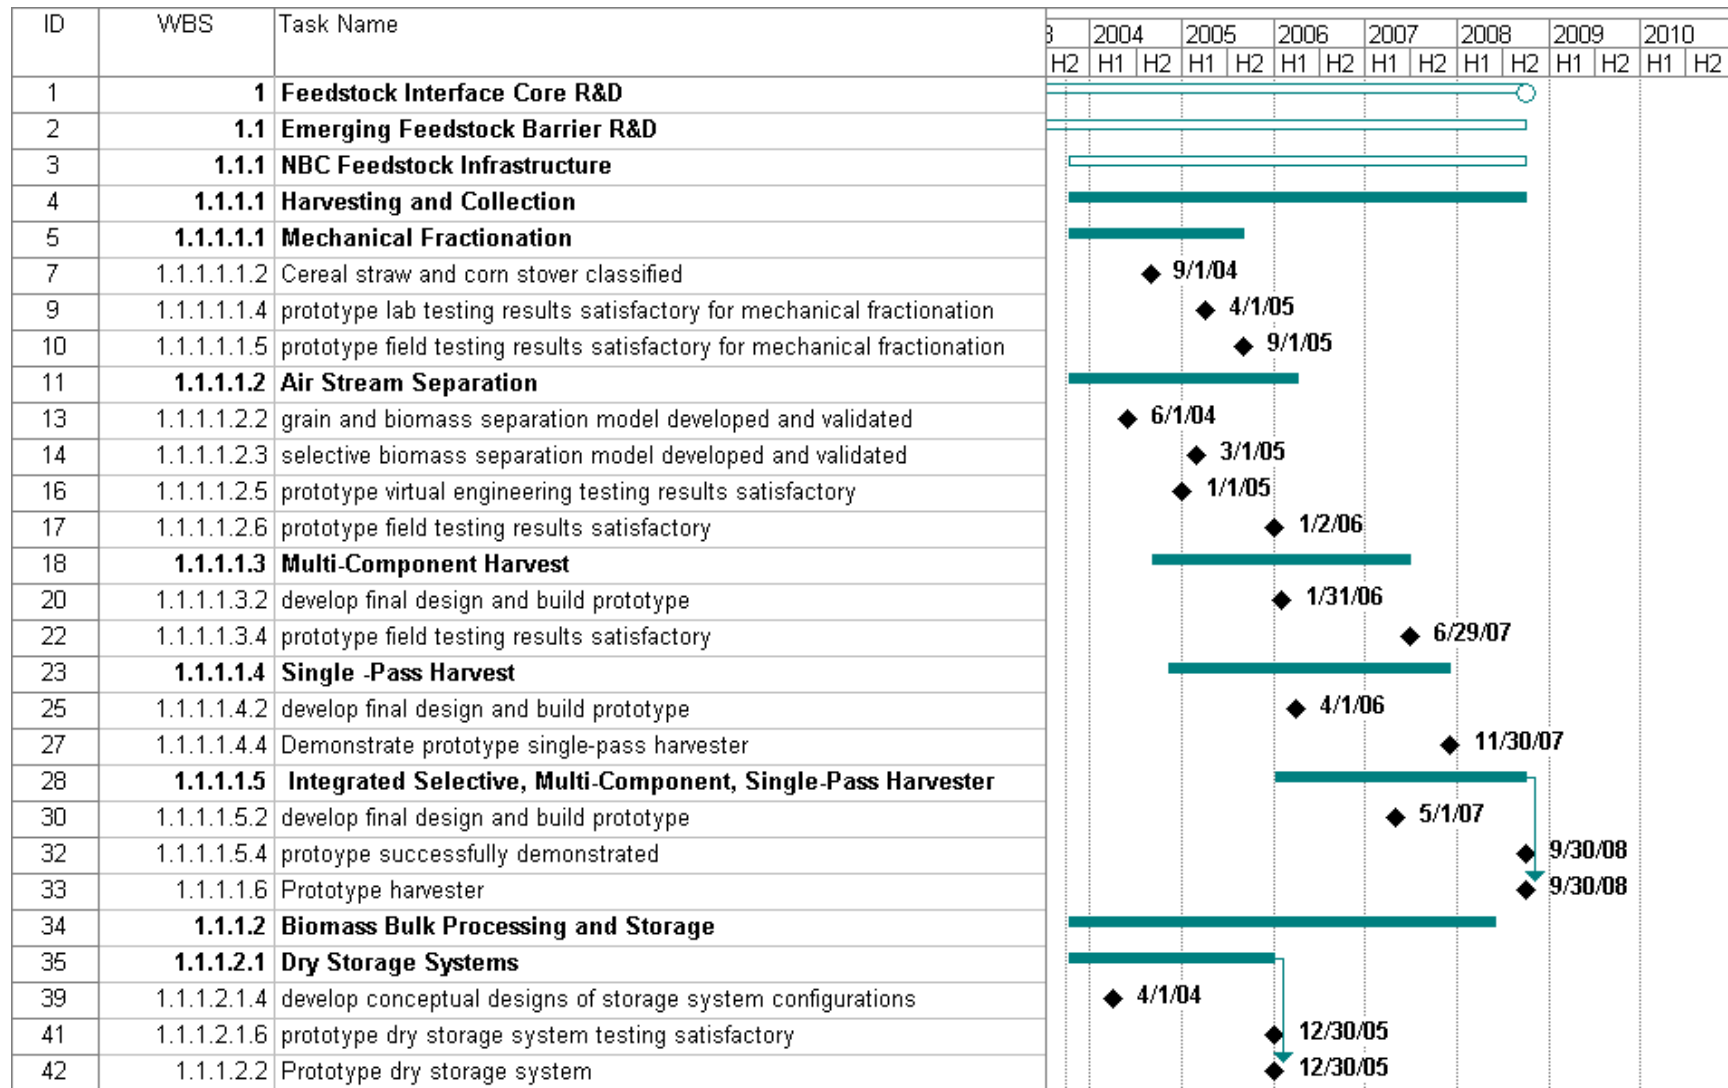 ID WBS Task Name
3 2004 2005 2006 2007 2008 2009 2010
H2 H1 H2 H1 H2 H1 H2 H1 H2 H1 H2 H1 H2 H1 H2
1 1 Feedstock Interface Core R&D
2 1.1 Emerging Feedstock Barrier R&D
3 1.1.1 NBC Feedstock Infrastructure
4 1.1.1.1 Harvesting and Collection
5 1.1.1.1.1 Mechanical Fractionation
7 1.1.1.1.1.2 Cereal straw and corn stover classified 9/1/04
9 1.1.1.1.1.4 prototype lab testing results satisfactory for mechanical fractionation 4/1/05
10 1.1.1.1.1.5 prototype field testing results satisfactory for mechanical fractionation 9/1/05
11 1.1.1.1.2 Air Stream Separation
13 1.1.1.1.2.2 grain and biomass separation model developed and validated 6/1/04
14 1.1.1.1.2.3 selective biomass separation model developed and validated 3/1/05
16 1.1.1.1.2.5 prototype virtual engineering testing results satisfactory 1/1/05
17 1.1.1.1.2.6 prototype field testing results satisfactory 1/2/06
18 1.1.1.1.3 Multi-Component Harvest
20 1.1.1.1.3.2 develop final design and build prototype 1/31/06
22 1.1.1.1.3.4 prototype field testing results satisfactory 6/29/07
23 1.1.1.1.4 Single -Pass Harvest
25 1.1.1.1.4.2 develop final design and build prototype 4/1/06
27 1.1.1.1.4.4 Demonstrate prototype single-pass harvester 11/30/07
28 1.1.1.1.5 Integrated Selective, Multi-Component, Single-Pass Harvester
30 1.1.1.1.5.2 develop final design and build prototype 5/1/07
32 1.1.1.1.5.4 protoype successfully demonstrated 9/30/08
33 1.1.1.1.6 Prototype harvester 9/30/08
34 1.1.1.2 Biomass Bulk Processing and Storage
35 1.1.1.2.1 Dry Storage Systems
39 1.1.1.2.1.4 develop conceptual designs of storage system configurations 4/1/04
41 1.1.1.2.1.6 prototype dry storage system testing satisfactory 12/30/05
42 1.1.1.2.2 Prototype dry storage system 12/30/05